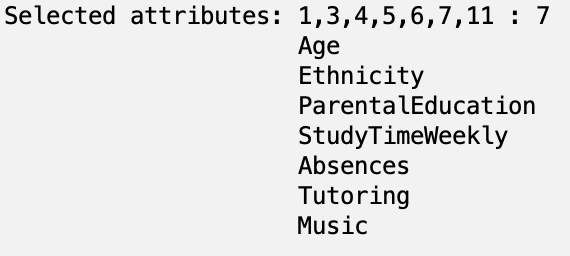 Selected attributes: 1,3,4,5,6,7,11 : 7
Age
Ethnicity
ParentalEducation
StudyTimeWeekly
Absences
Tutoring
Music